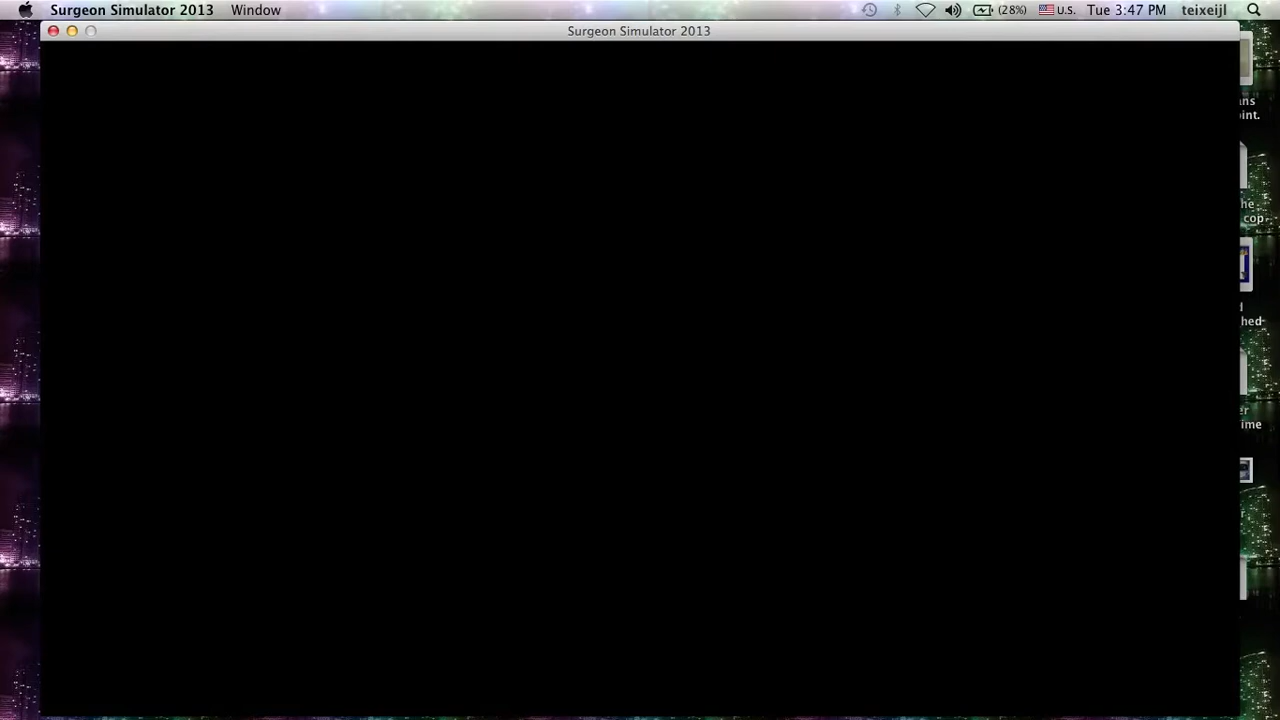 Surgeon Simulator 2013 Window (28%) U.S. Tue 3:47 PM teixeijl
Surgeon Simulator 2013
ans
oint.
he
cop
d
hed
er
ime
r